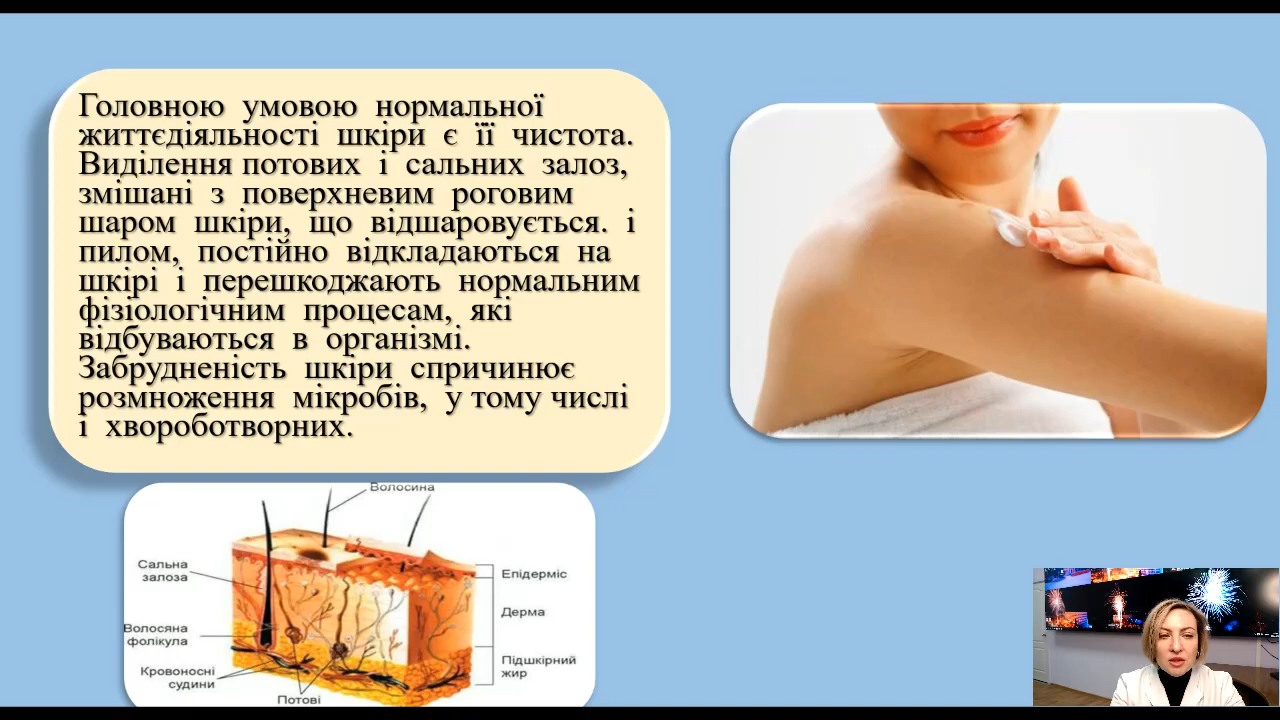 Головною умовою нормальної
життєдіяльності шкіри є її чистота.
Виділення потових і сальних залоз,
змішані з поверхневим роговим
шаром шкіри, що відшаровується. і
пилом, постійно відкладаються на
шкірі і перешкоджають нормальним
фізіологічним процесам, які
відбуваються в організмі.
Забрудненість шкіри спричинює
розмноження мікробів, у тому числі
і хвороботворних.
Волосина
Сальна
залоза
Волосяна
фолікула
Кровоносні
судини
Потові
Епідерміс
Дерма
Підшкірний
жир